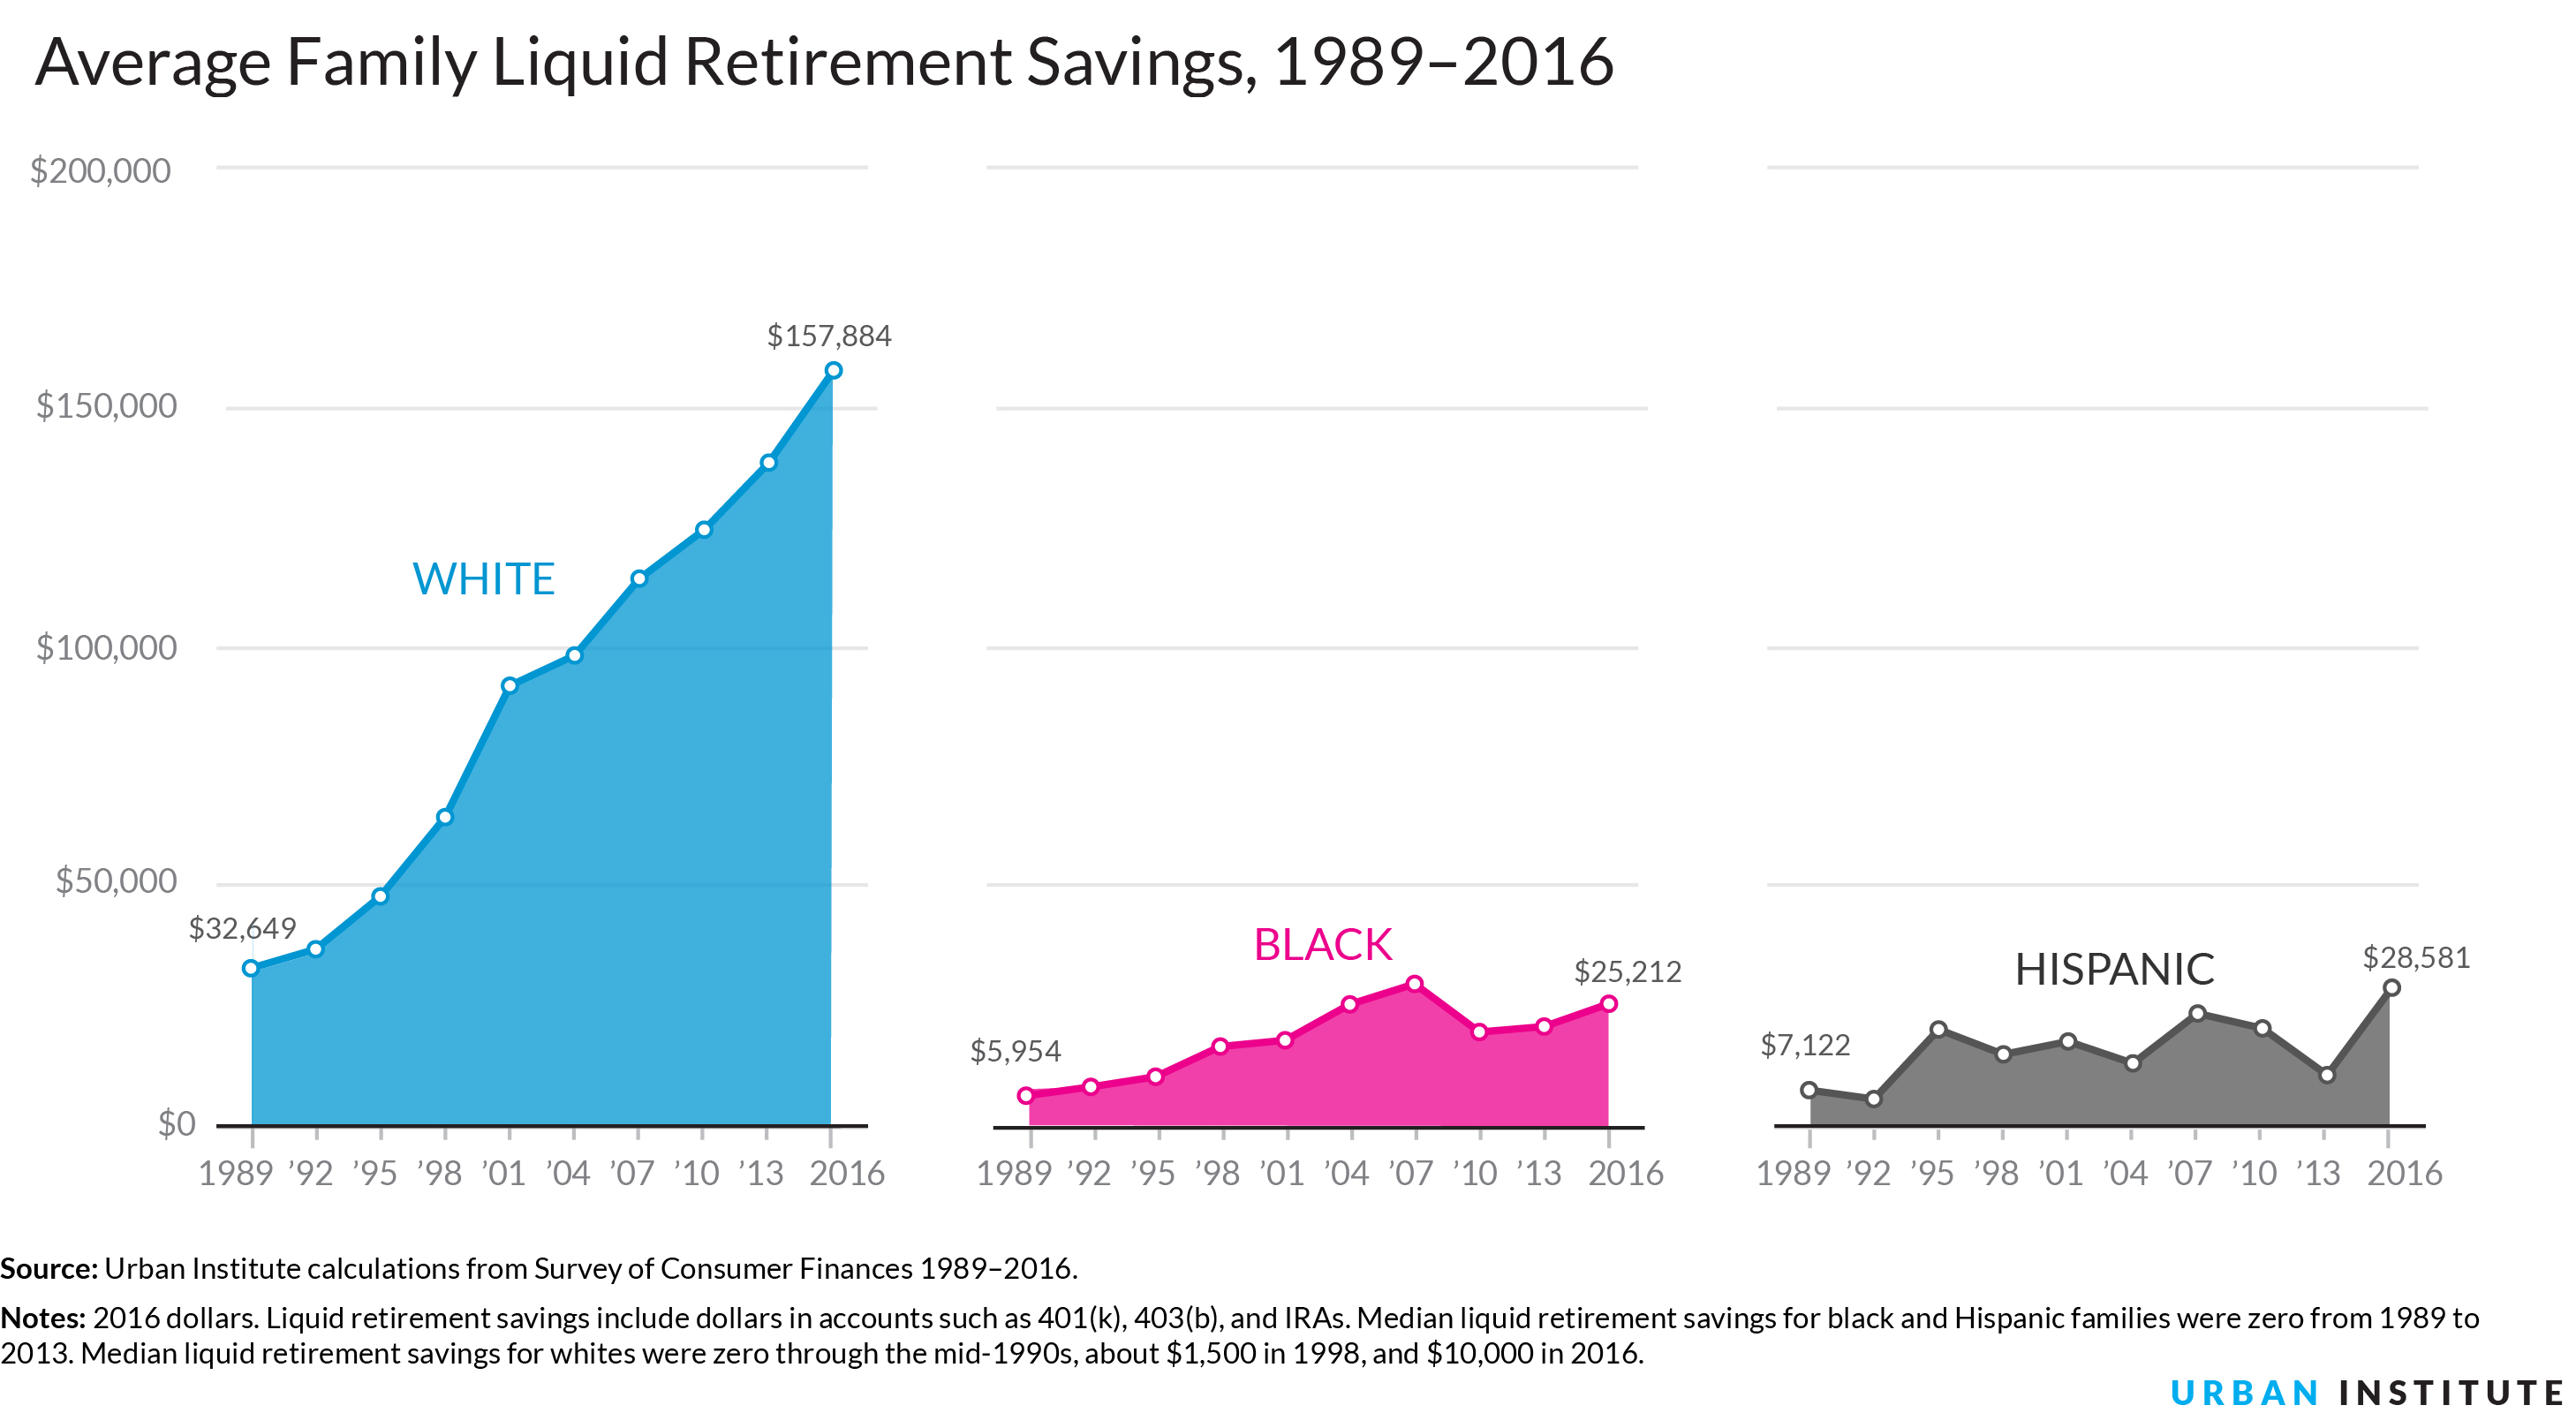 Average Family Liquid Retirement Savings, 1989–2016
$200,000
$150,000
$100,000
$50,000
$0
WHITE
$32,649
$157,884
1989 ’92 ’95 ’98 ’01 ’04 ’07 ’10 ’13 2016
BLACK
$5,954
$25,212
1989 ’92 ’95 ’98 ’01 ’04 ’07 ’10 ’13 2016
HISPANIC
$7,122
$28,581
1989 ’92 ’95 ’98 ’01 ’04 ’07 ’10 ’13 2016
Source: Urban Institute calculations from Survey of Consumer Finances 1989–2016.
Notes: 2016 dollars. Liquid retirement savings include dollars in accounts such as 401(k), 403(b), and IRAs. Median liquid retirement savings for black and Hispanic families were zero from 1989 to
2013. Median liquid retirement savings for whites were zero through the mid-1990s, about $1,500 in 1998, and $10,000 in 2016.
URBAN INSTITUTE